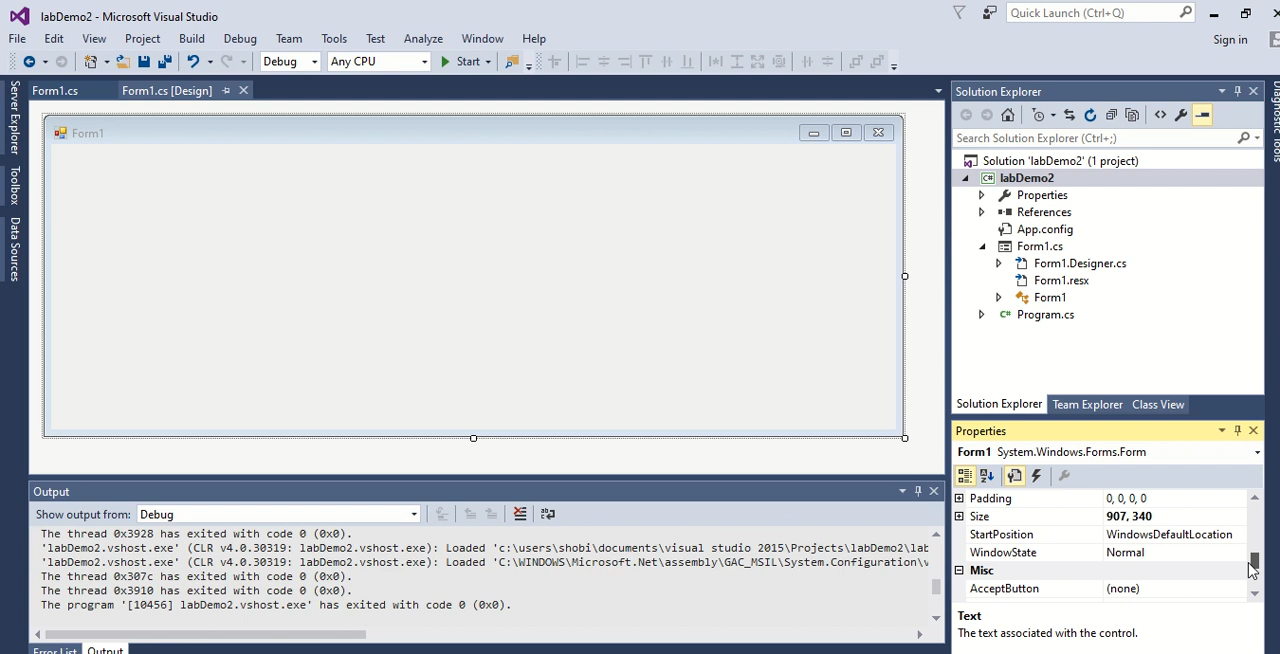 labDemo2 - Microsoft Visual Studio
Quick Launch (Ctrl+Q)
File Edit View Project Build Debug Team Tools Test Analyze Window Help
Sign in
Debug Any CPU Start
Server Explorer
Toolbox
Data Sources
Form1.cs Form1.cs [Design]
Form1
Solution Explorer
Search Solution Explorer (Ctrl+;)
Solution 'labDemo2' (1 project)
C# labDemo2
Properties
References
App.config
Form1.cs
Form1.Designer.cs
Form1.resx
Form1
C# Program.cs
Solution Explorer Team Explorer Class View
Diagnostic Tools
Properties
Form1 System.Windows.Forms.Form
Padding 0, 0, 0, 0
Size 907, 340
StartPosition WindowsDefaultLocation
WindowState Normal
Misc
AcceptButton (none)
Text
The text associated with the control.
Output
Show output from: Debug
The thread 0x3928 has exited with code 0 (0x0).
'labDemo2.vshost.exe' (CLR v4.0.30319: labDemo2.vshost.exe): Loaded 'c:\users\shobi\documents\visual studio 2015\Projects\labDemo2\lab
'labDemo2.vshost.exe' (CLR v4.0.30319: labDemo2.vshost.exe): Loaded 'C:\WINDOWS\Microsoft.Net\assembly\GAC_MSIL\System.Configuration\v
The thread 0x307c has exited with code 0 (0x0).
The thread 0x3910 has exited with code 0 (0x0).
The program '[10456] labDemo2.vshost.exe' has exited with code 0 (0x0).
Error List Output